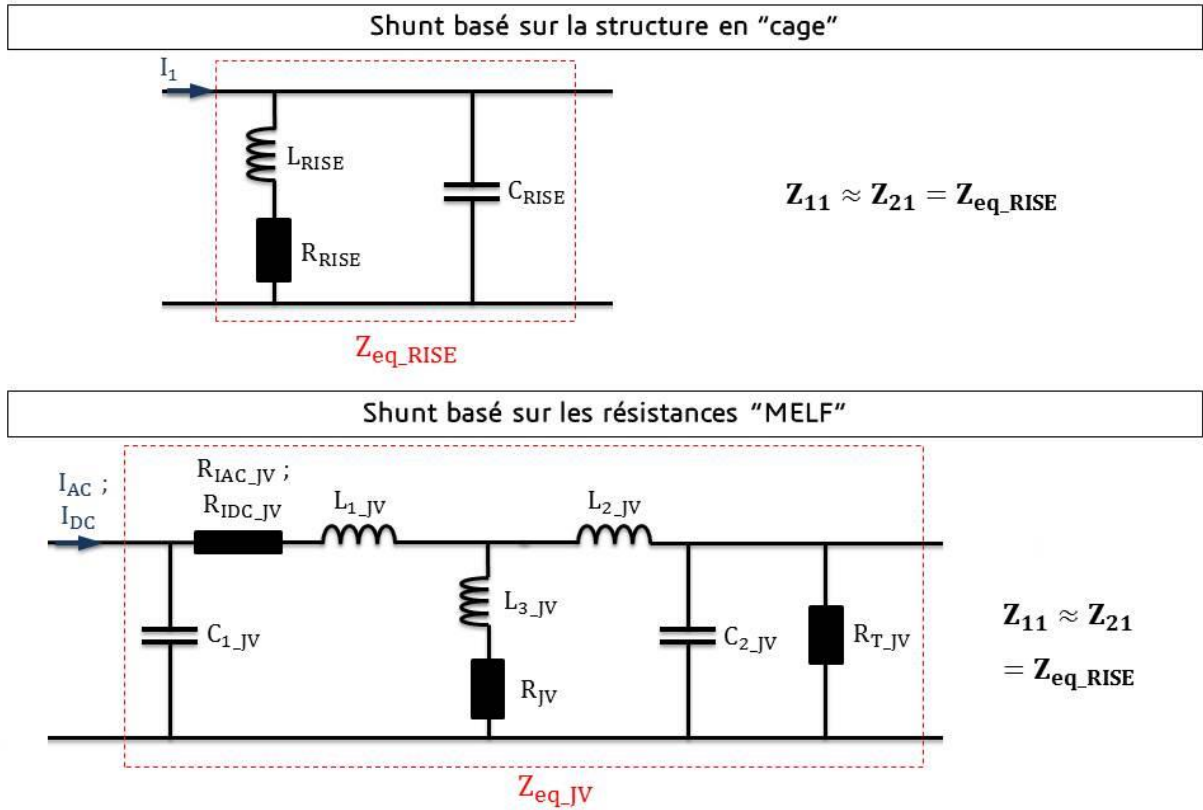 Shunt basé sur la structure en “cage”
I1
LRISE
CRISE
RRISE
Z11 ≈ Z21 = Zeq_RISE
Zeq_RISE
Shunt basé sur les résistances “MELF”
IAC ;
IDC
RIAC_JV ;
RIDC_JV
L1_JV
L2_JV
L3_JV
C1_JV
C2_JV
RT_JV
RJV
Z11 ≈ Z21
= Zeq_RISE
Zeq_JV